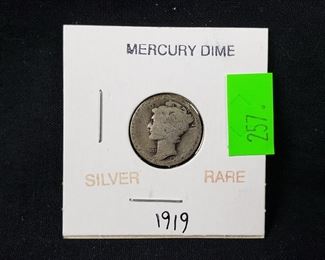 MERCURY DIME
257.
SILVER RARE
1919